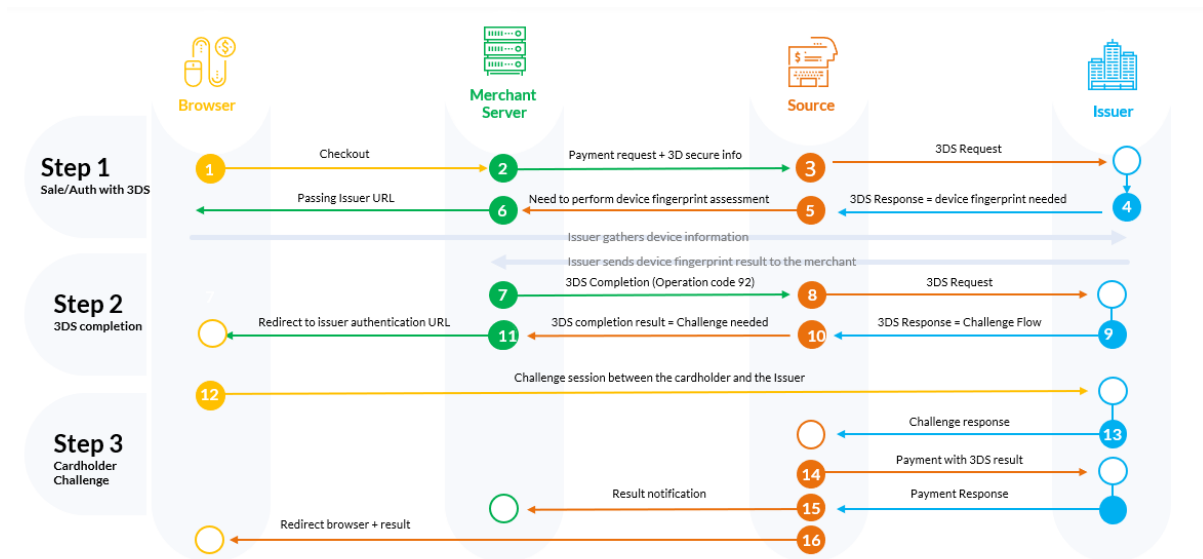 Browser
Merchant
Server
Source
Issuer
Step 1
Sale/Auth with 3DS
1
Checkout
2
Payment request + 3D secure info
3
3DS Request
Passing Issuer URL
6
Need to perform device fingerprint assessment
5
3DS Response = device fingerprint needed
4
Issuer gathers device information
Issuer sends device fingerprint result to the merchant
Step 2
3DS completion
7
7
3DS Completion (Operation code 92)
8
3DS Request
Redirect to issuer authentication URL
11
3DS completion result = Challenge needed
10
3DS Response = Challenge Flow
9
12
Challenge session between the cardholder and the Issuer
Step 3
Cardholder
Challenge
Challenge response
13
14
Payment with 3DS result
Result notification
15
Payment Response
Redirect browser + result
16